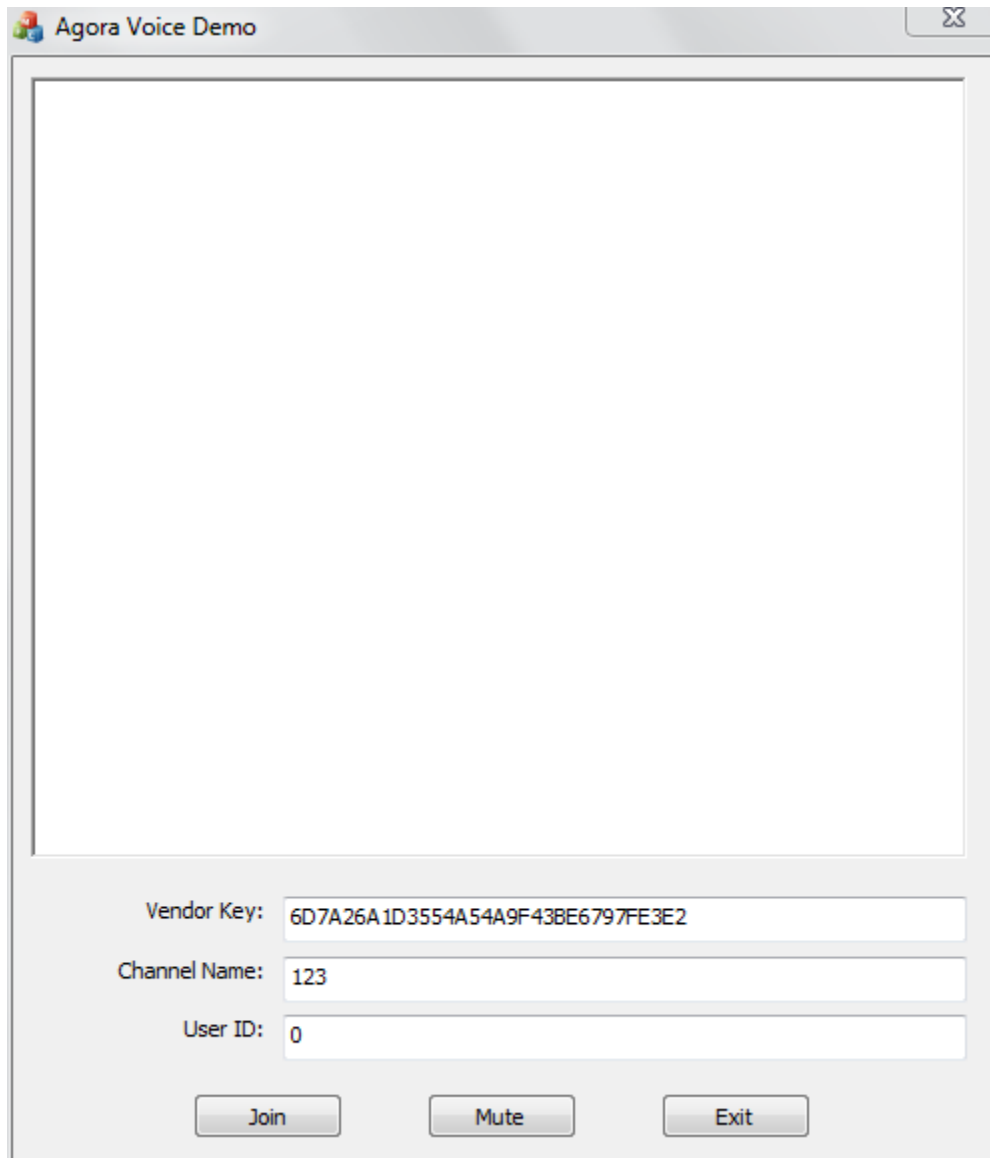 Agora Voice Demo
Vendor Key: 6D7A26A1D3554A54A9F43BE6797FE3E2
Channel Name: 123
User ID: 0
Join Mute Exit